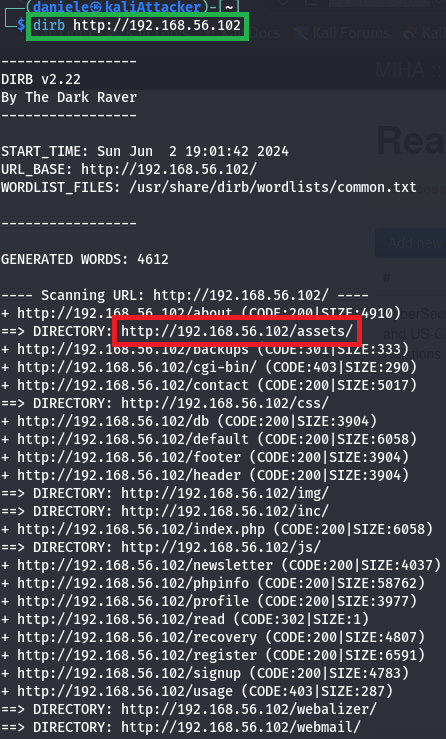 (daniele㉿kaliAttacker)-[~]
$ dirb http://192.168.56.102
Docs Kali Forums
MIHA ::
-----------------
DIRB v2.22
By The Dark Raver
-----------------
START_TIME: Sun Jun  2 19:01:42 2024
URL_BASE: http://192.168.56.102/
WORDLIST_FILES: /usr/share/dirb/wordlists/common.txt
-----------------
Add new
GENERATED WORDS: 4612
#
---- Scanning URL: http://192.168.56.102/ ----
+ http://192.168.56.102/about (CODE:200|SIZE:4910)
==> DIRECTORY: http://192.168.56.102/assets/
and US-C
+ http://192.168.56.102/backups (CODE:301|SIZE:313)
+ http://192.168.56.102/cgi-bin/ (CODE:403|SIZE:290)
+ http://192.168.56.102/contact (CODE:200|SIZE:5017)
==> DIRECTORY: http://192.168.56.102/css/
+ http://192.168.56.102/db (CODE:200|SIZE:3904)
+ http://192.168.56.102/default (CODE:200|SIZE:6058)
+ http://192.168.56.102/footer (CODE:200|SIZE:3904)
+ http://192.168.56.102/header (CODE:200|SIZE:3904)
==> DIRECTORY: http://192.168.56.102/img/
==> DIRECTORY: http://192.168.56.102/inc/
+ http://192.168.56.102/index.php (CODE:200|SIZE:6058)
==> DIRECTORY: http://192.168.56.102/js/
+ http://192.168.56.102/newsletter (CODE:200|SIZE:4037)
+ http://192.168.56.102/phpinfo (CODE:200|SIZE:58762)
+ http://192.168.56.102/profile (CODE:200|SIZE:3977)
+ http://192.168.56.102/read (CODE:302|SIZE:1)
+ http://192.168.56.102/recovery (CODE:200|SIZE:4807)
+ http://192.168.56.102/register (CODE:200|SIZE:6591)
+ http://192.168.56.102/signup (CODE:200|SIZE:4783)
+ http://192.168.56.102/usage (CODE:403|SIZE:287)
==> DIRECTORY: http://192.168.56.102/webalizer/
==> DIRECTORY: http://192.168.56.102/webmail/